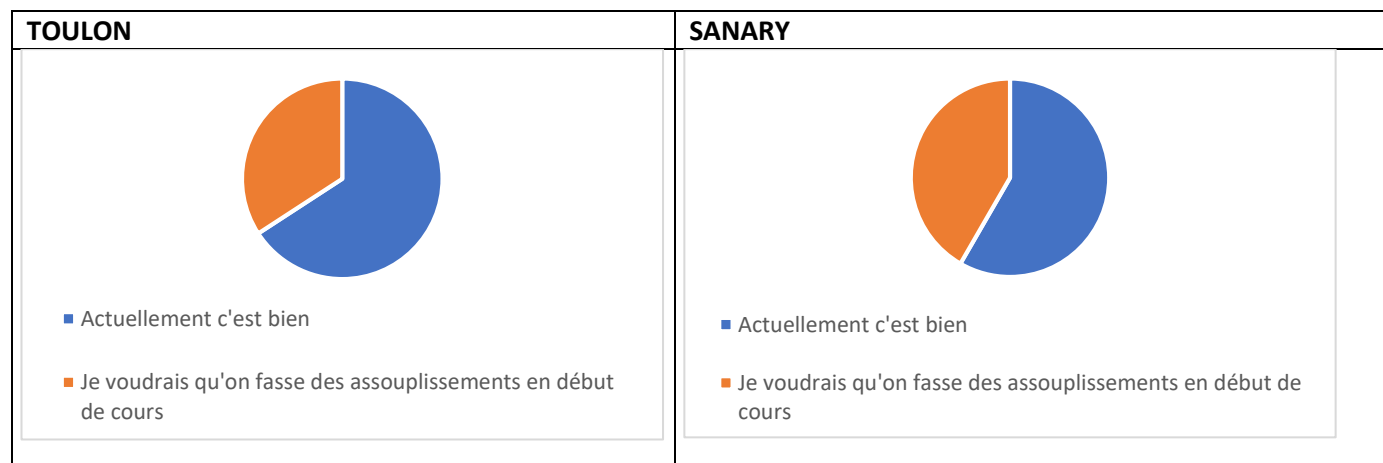 TOULON
SANARY
Actuellement c'est bien
Je voudrais qu'on fasse des assouplissements en début
de cours
Actuellement c'est bien
Je voudrais qu'on fasse des assouplissements en début de
cours